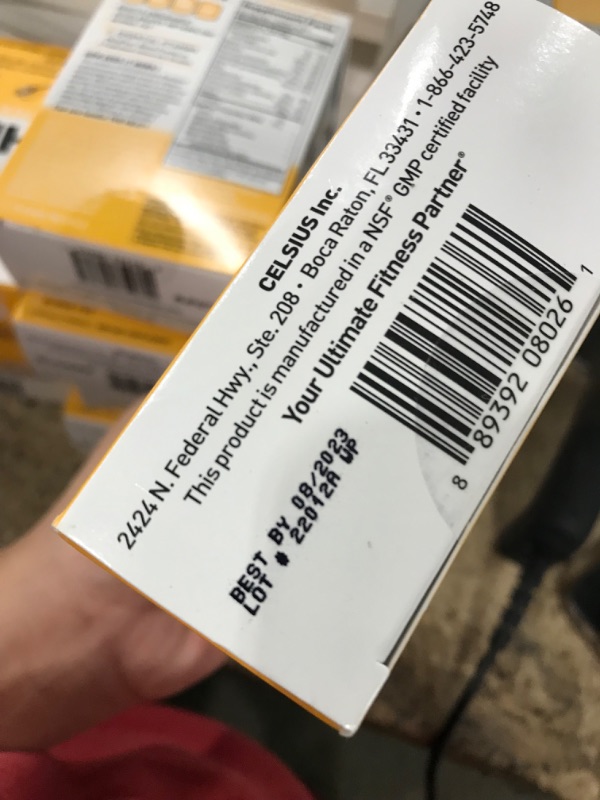 CELSIUS Inc.
2424 N. Federal Hwy., Ste. 208 • Boca Raton, FL 33431 • 1-866-423-5748
This product is manufactured in a NSF® GMP certified facility
Your Ultimate Fitness Partner®
8 89392 08026 1
BEST BY 08/2023
LOT # 22012A WP